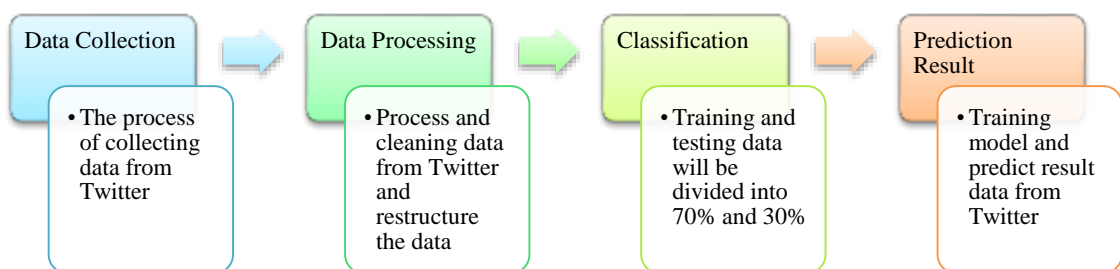 Data Collection
• The process
of collecting
data from
Twitter
Data Processing
• Process and
cleaning data
from Twitter
and
restructure
the data
Classification
• Training and
testing data
will be
divided into
70% and 30%
Prediction
Result
• Training
model and
predict result
data from
Twitter